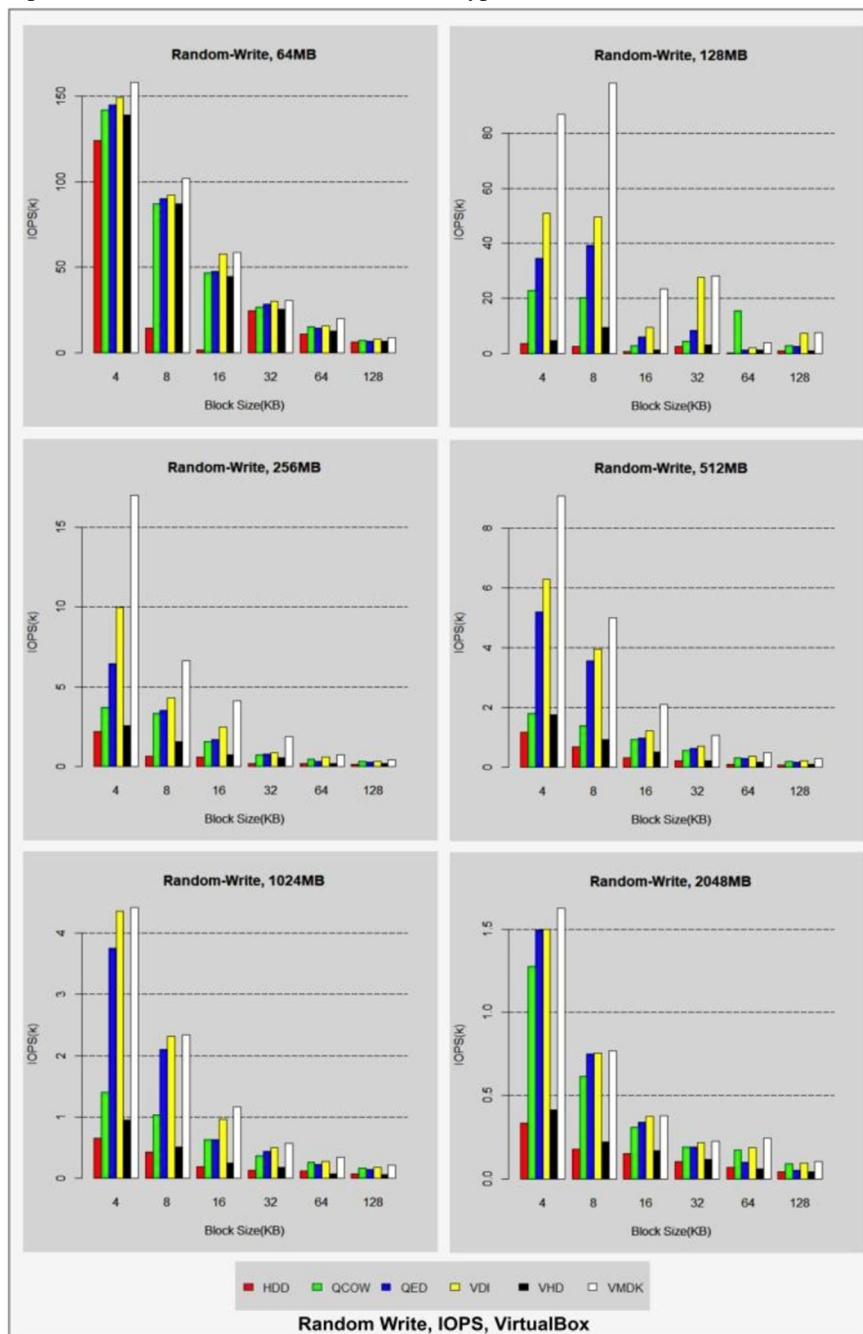 Random-Write, 64MB
IOPS(k)
150
100
50
0
4 8 16 32 64 128
Block Size(KB)
Random-Write, 128MB
IOPS(k)
80
60
40
20
0
4 8 16 32 64 128
Block Size(KB)
Random-Write, 256MB
IOPS(k)
15
10
5
0
4 8 16 32 64 128
Block Size(KB)
Random-Write, 512MB
IOPS(k)
8
6
4
2
0
4 8 16 32 64 128
Block Size(KB)
Random-Write, 1024MB
IOPS(k)
4
3
2
1
0
4 8 16 32 64 128
Block Size(KB)
Random-Write, 2048MB
IOPS(k)
1.5
1.0
0.5
0.0
4 8 16 32 64 128
Block Size(KB)
HDD QCOW QED VDI VHD VMDK
Random Write, IOPS, VirtualBox